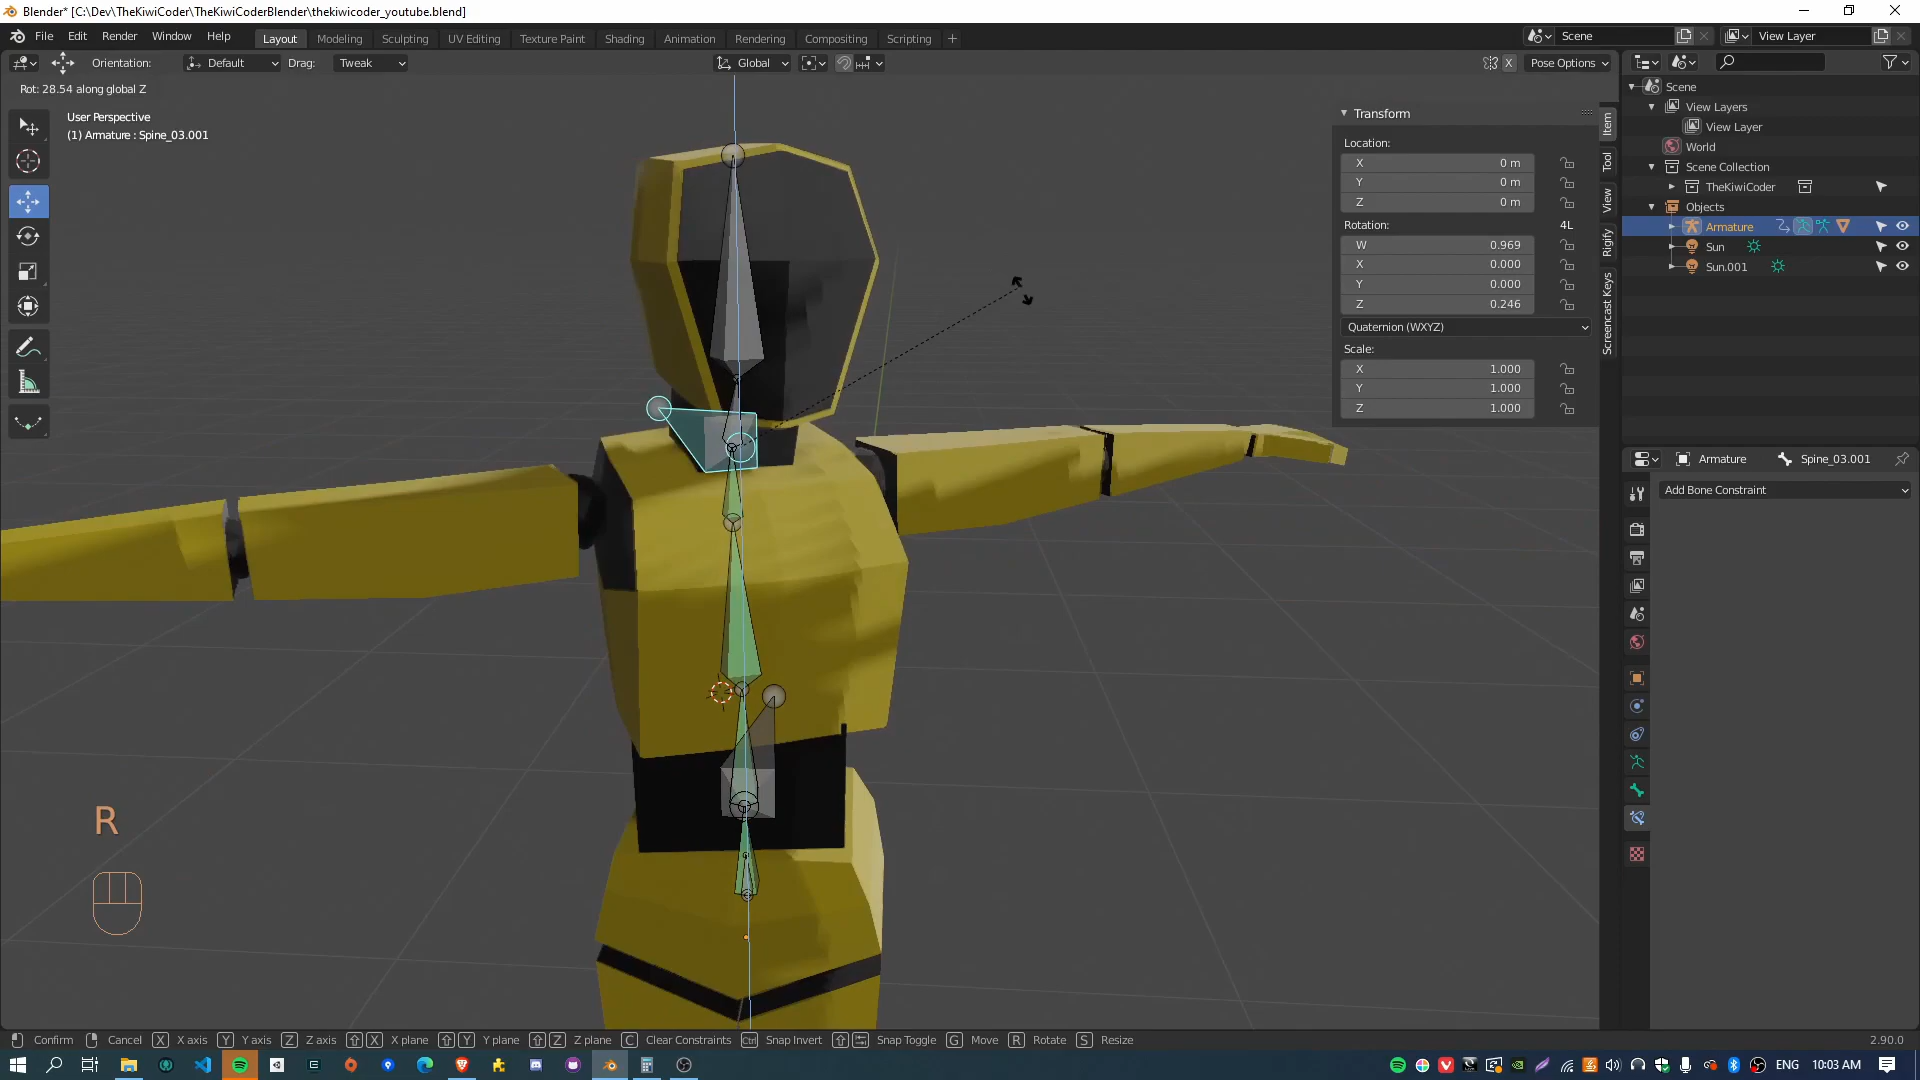 Blender* [C:\Dev\TheKiwiCoder\TheKiwiCoderBlender\thekiwicoder_youtube.blend]
File Edit Render Window Help
Layout Modeling Sculpting UV Editing Texture Paint Shading Animation Rendering Compositing Scripting
Scene
View Layer
Orientation: Default Drag: Tweak
Global
X Pose Options
Rot: 28.54 along global Z
User Perspective
(1) Armature : Spine_03.001
Transform
Location:
X 0 m
Y 0 m
Z 0 m
Rotation: 4L
W 0.969
X 0.000
Y 0.000
Z 0.246
Quaternion (WXYZ)
Scale:
X 1.000
Y 1.000
Z 1.000
Item
Tool
View
Rigify
Screencast Keys
Scene
View Layers
View Layer
World
Scene Collection
TheKiwiCoder
Objects
Armature
Sun
Sun.001
Armature Spine_03.001
Add Bone Constraint
R
Confirm Cancel X X axis Y Y axis Z Z axis X X plane Y Y plane Z Z plane C Clear Constraints Ctrl Snap Invert Snap Toggle G Move R Rotate S Resize
2.90.0
ENG 10:03 AM